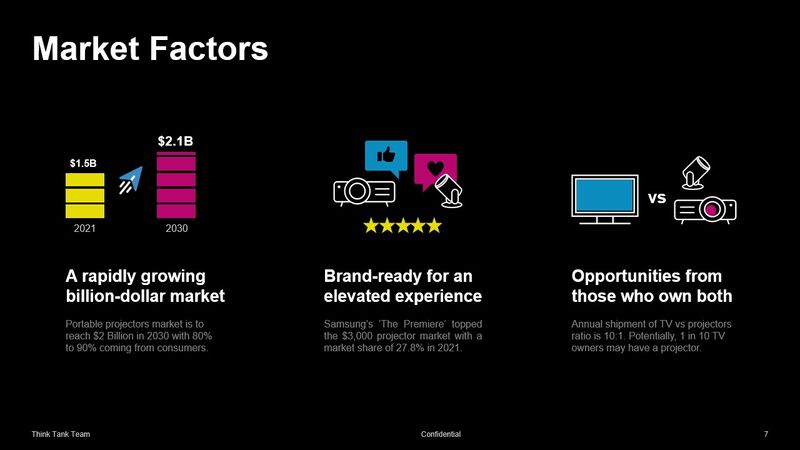 Market Factors
$1.5B
$2.1B
2021
2030
A rapidly growing
billion-dollar market
Portable projectors market is to
reach $2 Billion in 2030 with 80%
to 90% coming from consumers.
Brand-ready for an
elevated experience
Samsung's 'The Premiere' topped
the $3,000 projector market with a
market share of 27.8% in 2021.
vs
Opportunities from
those who own both
Annual shipment of TV vs projectors
ratio is 10:1. Potentially, 1 in 10 TV
owners may have a projector.
Think Tank Team
Confidential
7